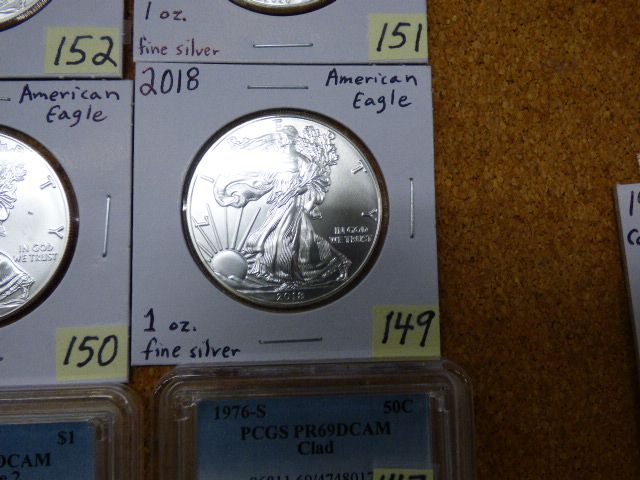 1 oz.
fine silver
152
151
American
Eagle
2018
American
Eagle
LIBERTY
IN GOD
WE TRUST
IN GOD
WE TRUST
2018
1 oz.
fine silver
150
149
$1
DCAM
1976-S 50C
PCGS PR69DCAM
Clad